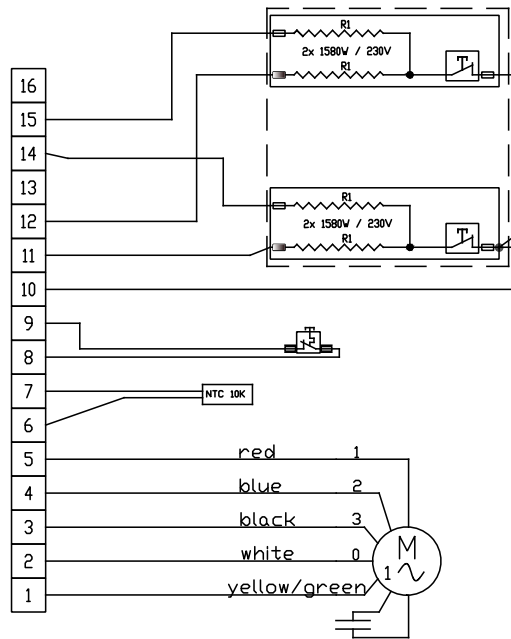 R1
2x 1580W / 230V
R1
16
15
14
13
12
11
10
9
8
7
6
5
4
3
2
1
R1
2x 1580W / 230V
R1
NTC 10K
red 1
blue 2
black 3
white 0
yellow/green
M
1